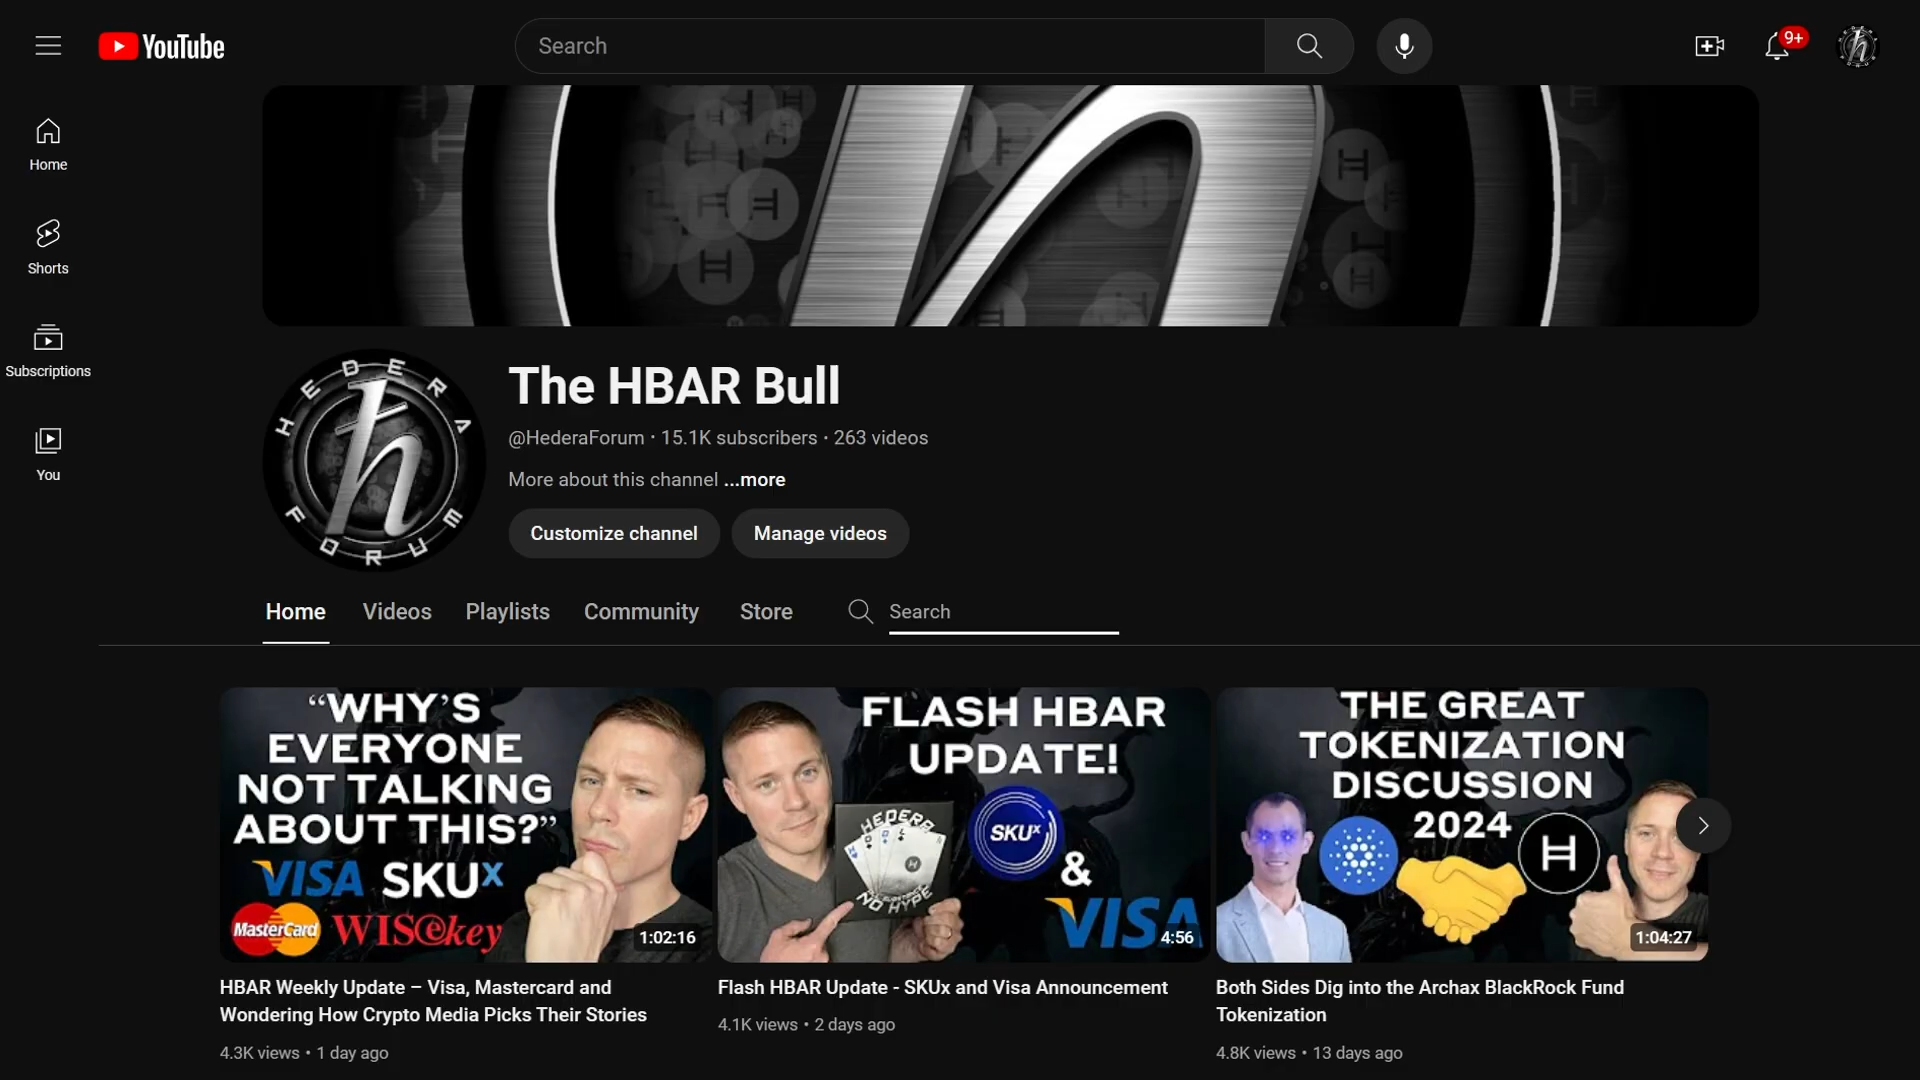 YouTube
Search
9+
Home
Shorts
Subscriptions
You
HEDERA
FORUM
The HBAR Bull
@HederaForum · 15.1K subscribers · 263 videos
More about this channel ...more
Customize channel
Manage videos
Home
Videos
Playlists
Community
Store
Search
“WHY’S
EVERYONE
NOT TALKING
ABOUT THIS?”
VISA SKUx
MasterCard WISekey
1:02:16
HBAR Weekly Update – Visa, Mastercard and
Wondering How Crypto Media Picks Their Stories
4.3K views • 1 day ago
FLASH HBAR
UPDATE!
HEDERA
NO HYPE
SKUx
&
VISA
4:56
Flash HBAR Update - SKUx and Visa Announcement
4.1K views • 2 days ago
THE GREAT
TOKENIZATION
DISCUSSION
2024
1:04:27
Both Sides Dig into the Archax BlackRock Fund
Tokenization
4.8K views • 13 days ago